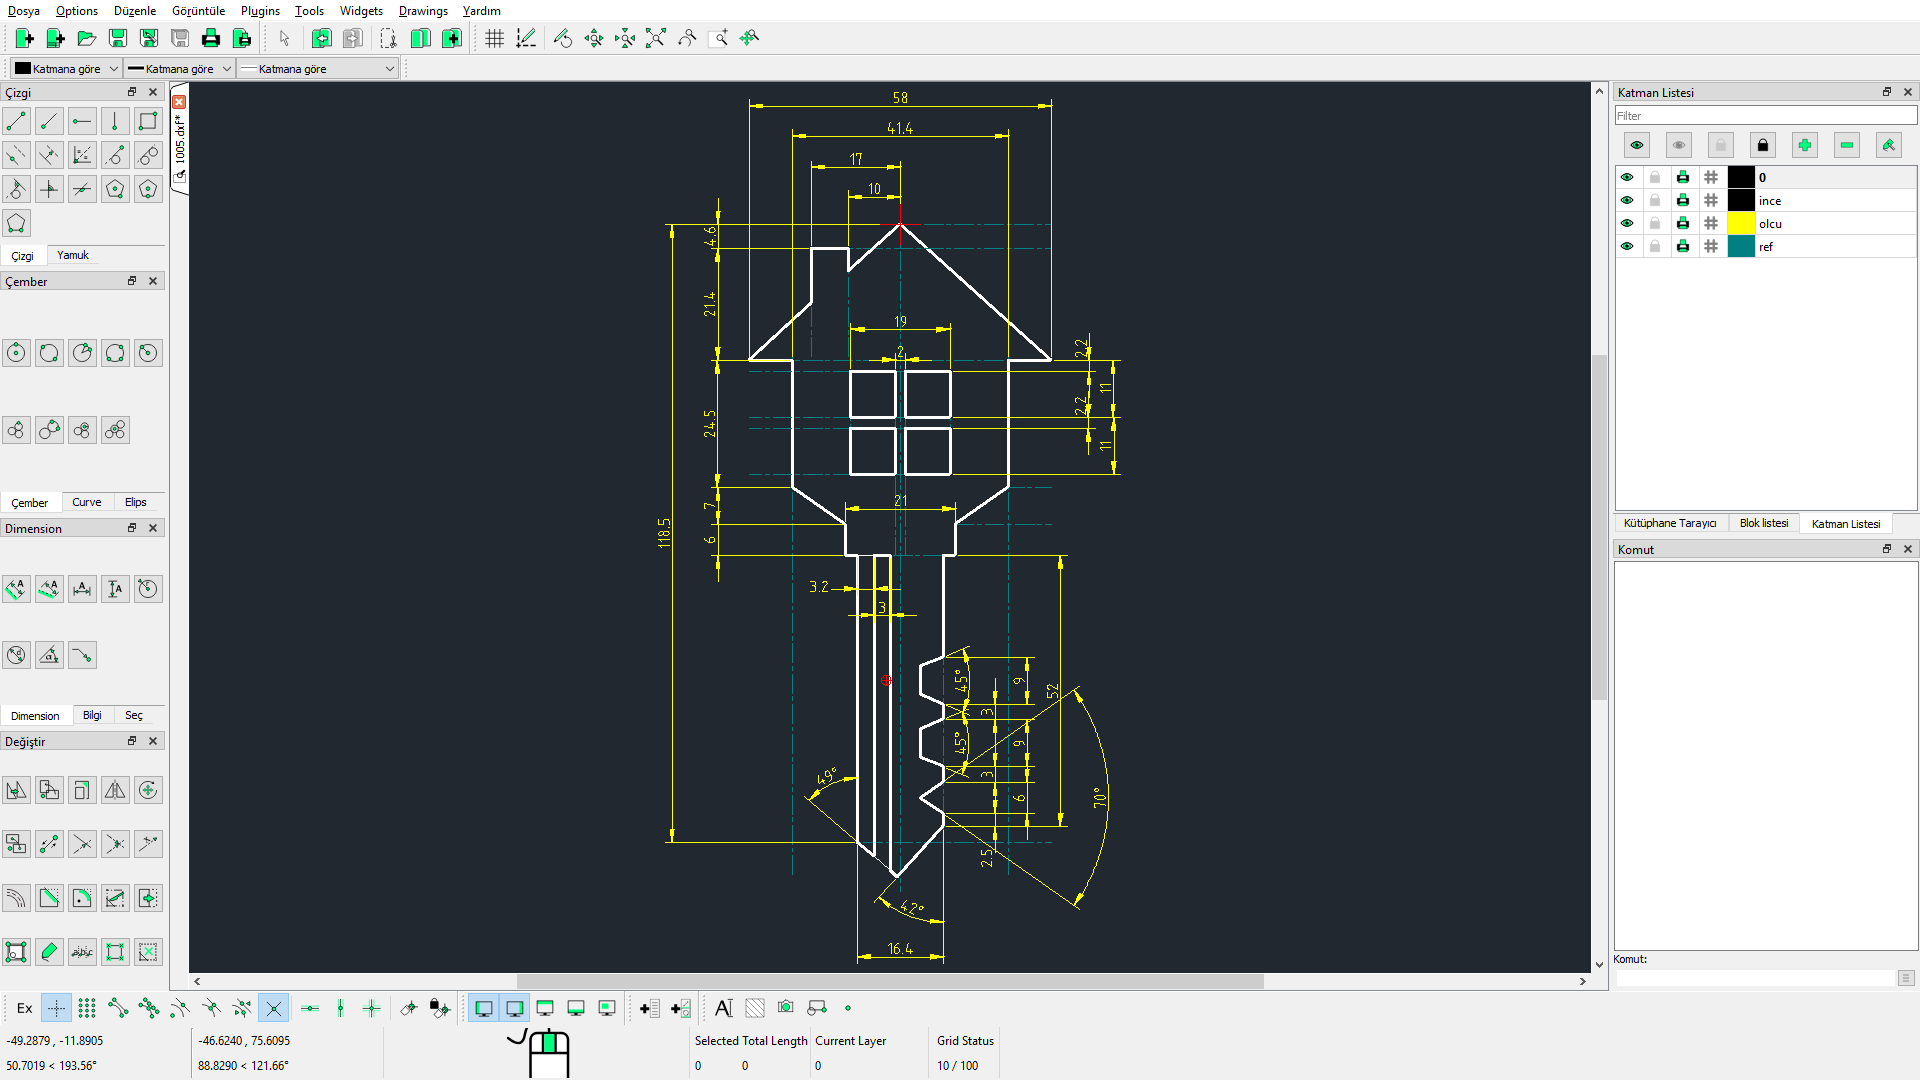 Dosya Options Düzenle Görüntüle Plugins Tools Widgets Drawings Yardım
Katmana göre Katmana göre Katmana göre
Çizgi
Çizgi Yamuk
Çember
Çember Curve Elips
Dimension
Dimension Bilgi Seç
Değiştir
1005.dxf*
58
41.4
17
10
4.6
21.4
19
2
2.2
11
2.2
11
24.5
21
7
6
118.5
3.2
3
45°
9
52
3
45°
9
3
6
49°
70°
2.5
42°
16.4
Katman Listesi
Filter
0
ince
olcu
ref
Kütüphane Tarayıcı Blok listesi Katman Listesi
Komut
Komut:
Ex
-49.2879 , -11.8905 -46.6240 , 75.6095 Selected Total Length Current Layer Grid Status
50.7019 < 193.56° 88.8290 < 121.66° 0 0 0 10 / 100